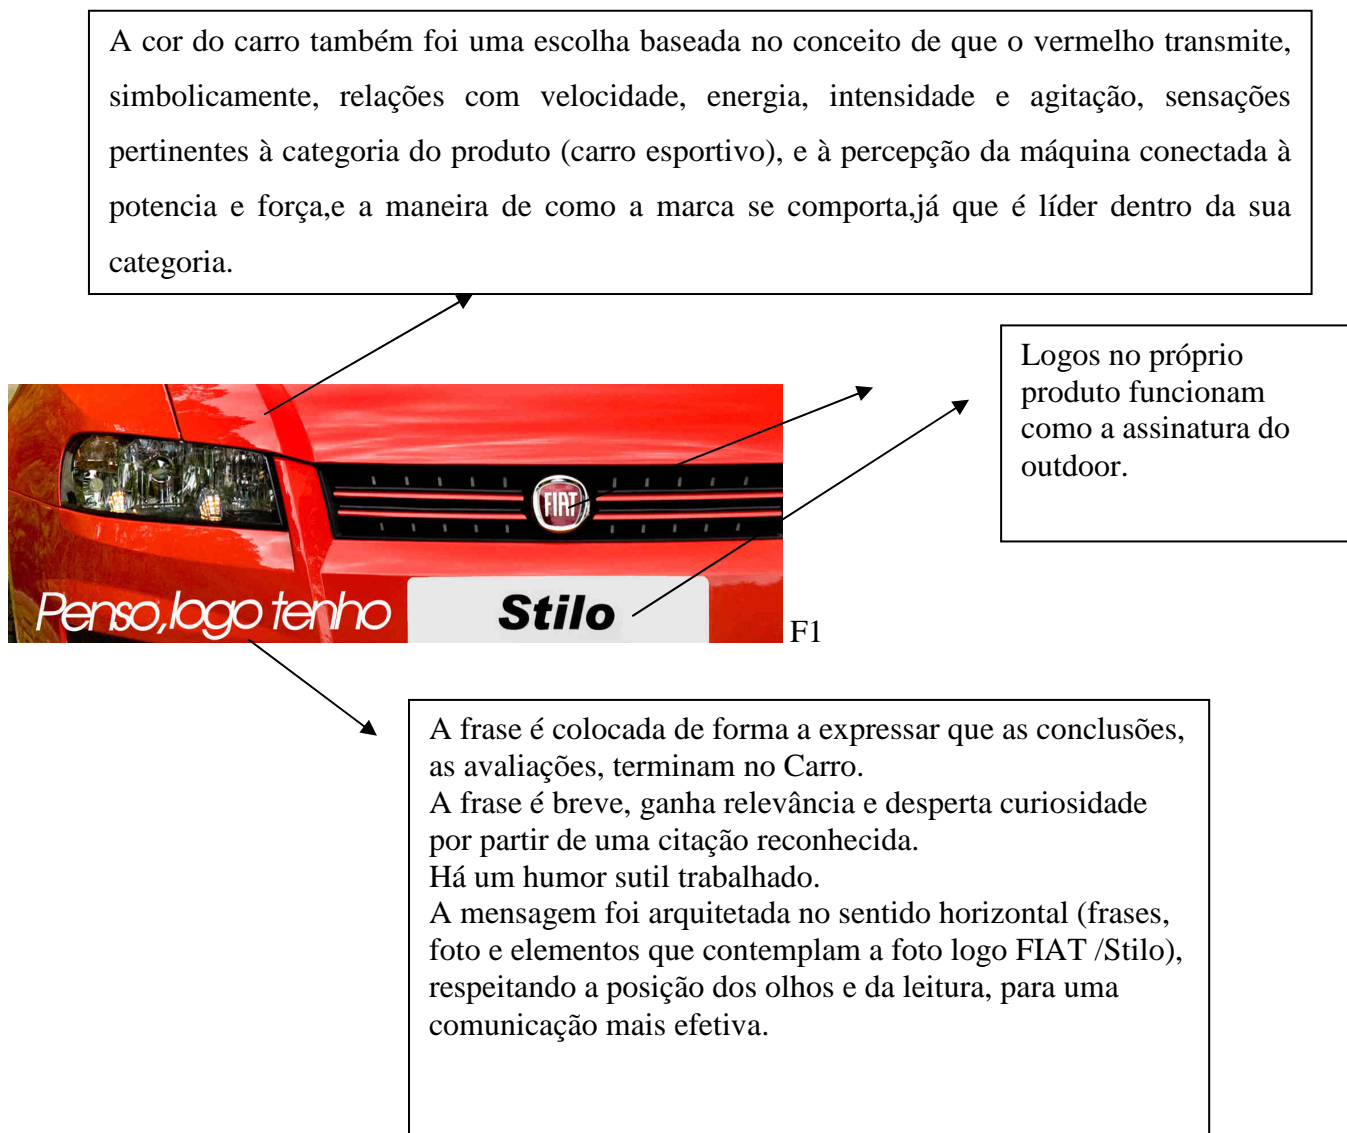 A cor do carro também foi uma escolha baseada no conceito de que o vermelho transmite,
simbolicamente, relações com velocidade, energia, intensidade e agitação, sensações
pertinentes à categoria do produto (carro esportivo), e à percepção da máquina conectada à
potencia e força,e a maneira de como a marca se comporta,já que é líder dentro da sua
categoria.
Logos no próprio
produto funcionam
como a assinatura do
outdoor.
FIAT
Penso,logo tenho Stilo
F1
A frase é colocada de forma a expressar que as conclusões,
as avaliações, terminam no Carro.
A frase é breve, ganha relevância e desperta curiosidade
por partir de uma citação reconhecida.
Há um humor sutil trabalhado.
A mensagem foi arquitetada no sentido horizontal (frases,
foto e elementos que contemplam a foto logo FIAT /Stilo),
respeitando a posição dos olhos e da leitura, para uma
comunicação mais efetiva.